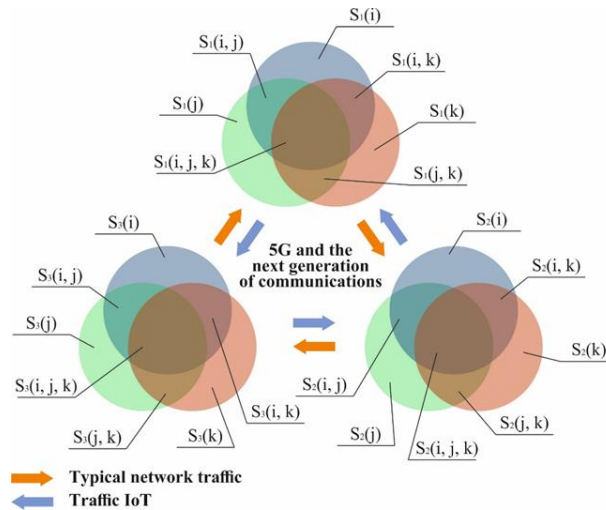 S₁(i)
S₁(i, j)
S₁(i, k)
S₁(j)
S₁(k)
S₁(i, j, k)
S₁(j, k)
S₃(i)
S₂(i)
5G and the
next generation
of communications
S₃(i, j)
S₂(i, k)
S₃(j)
S₂(k)
S₃(i, j, k)
S₂(i, j)
S₃(i, k)
S₂(j, k)
S₃(j, k)
S₃(k)
S₂(j)
S₂(i, j, k)
Typical network traffic
Traffic IoT